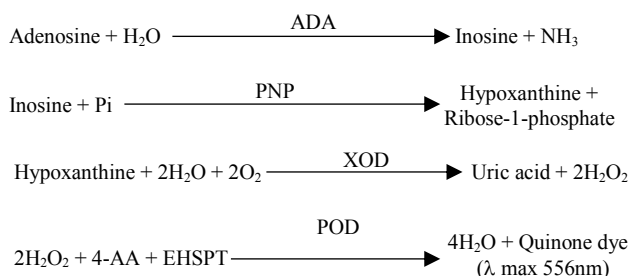 ADA
Adenosine + H₂O → Inosine + NH₃
PNP
Inosine + Pi → Hypoxanthine +
Ribose-1-phosphate
XOD
Hypoxanthine + 2H₂O + 2O₂ → Uric acid + 2H₂O₂
POD
2H₂O₂ + 4-AA + EHSPT → 4H₂O + Quinone dye
(λ max 556nm)